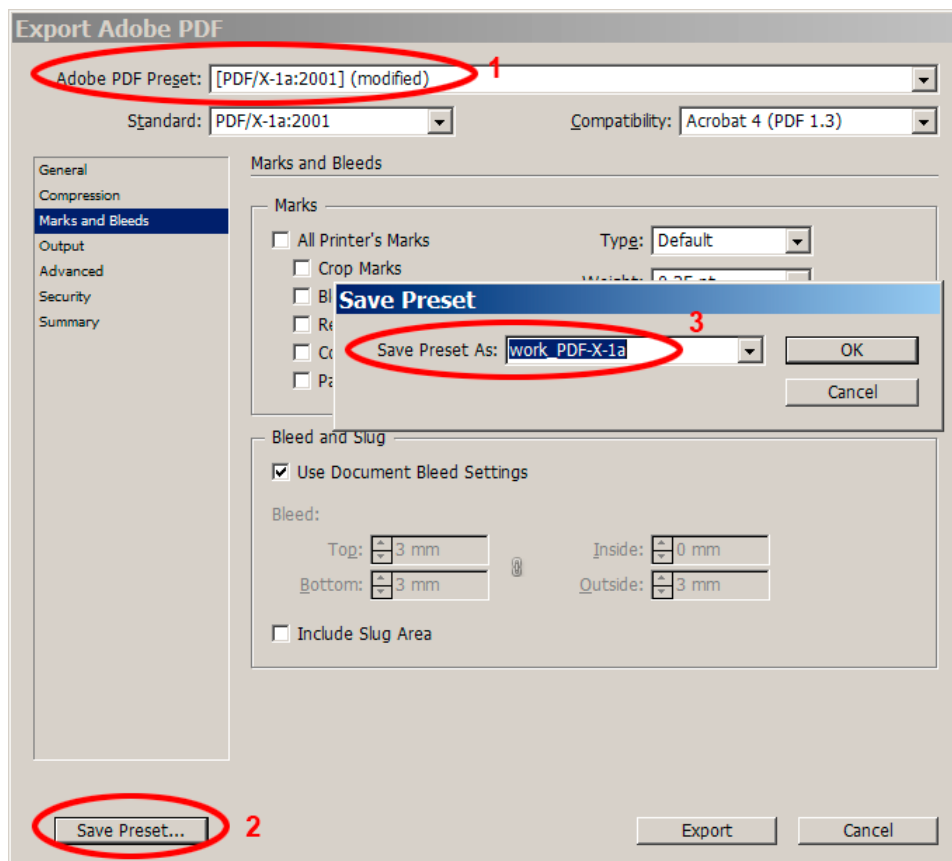 Export Adobe PDF
Adobe PDF Preset: [PDF/X-1a:2001] (modified) 1
Standard: PDF/X-1a:2001 Compatibility: Acrobat 4 (PDF 1.3)
General
Compression
Marks and Bleeds
Output
Advanced
Security
Summary
Marks and Bleeds
Marks
All Printer's Marks Type: Default
Crop Marks
Save Preset
3
Save Preset As: work_PDF-X-1a OK
Cancel
Bleed and Slug
Use Document Bleed Settings
Bleed:
Top: 3 mm Inside: 0 mm
Bottom: 3 mm Outside: 3 mm
Include Slug Area
Save Preset... 2 Export Cancel